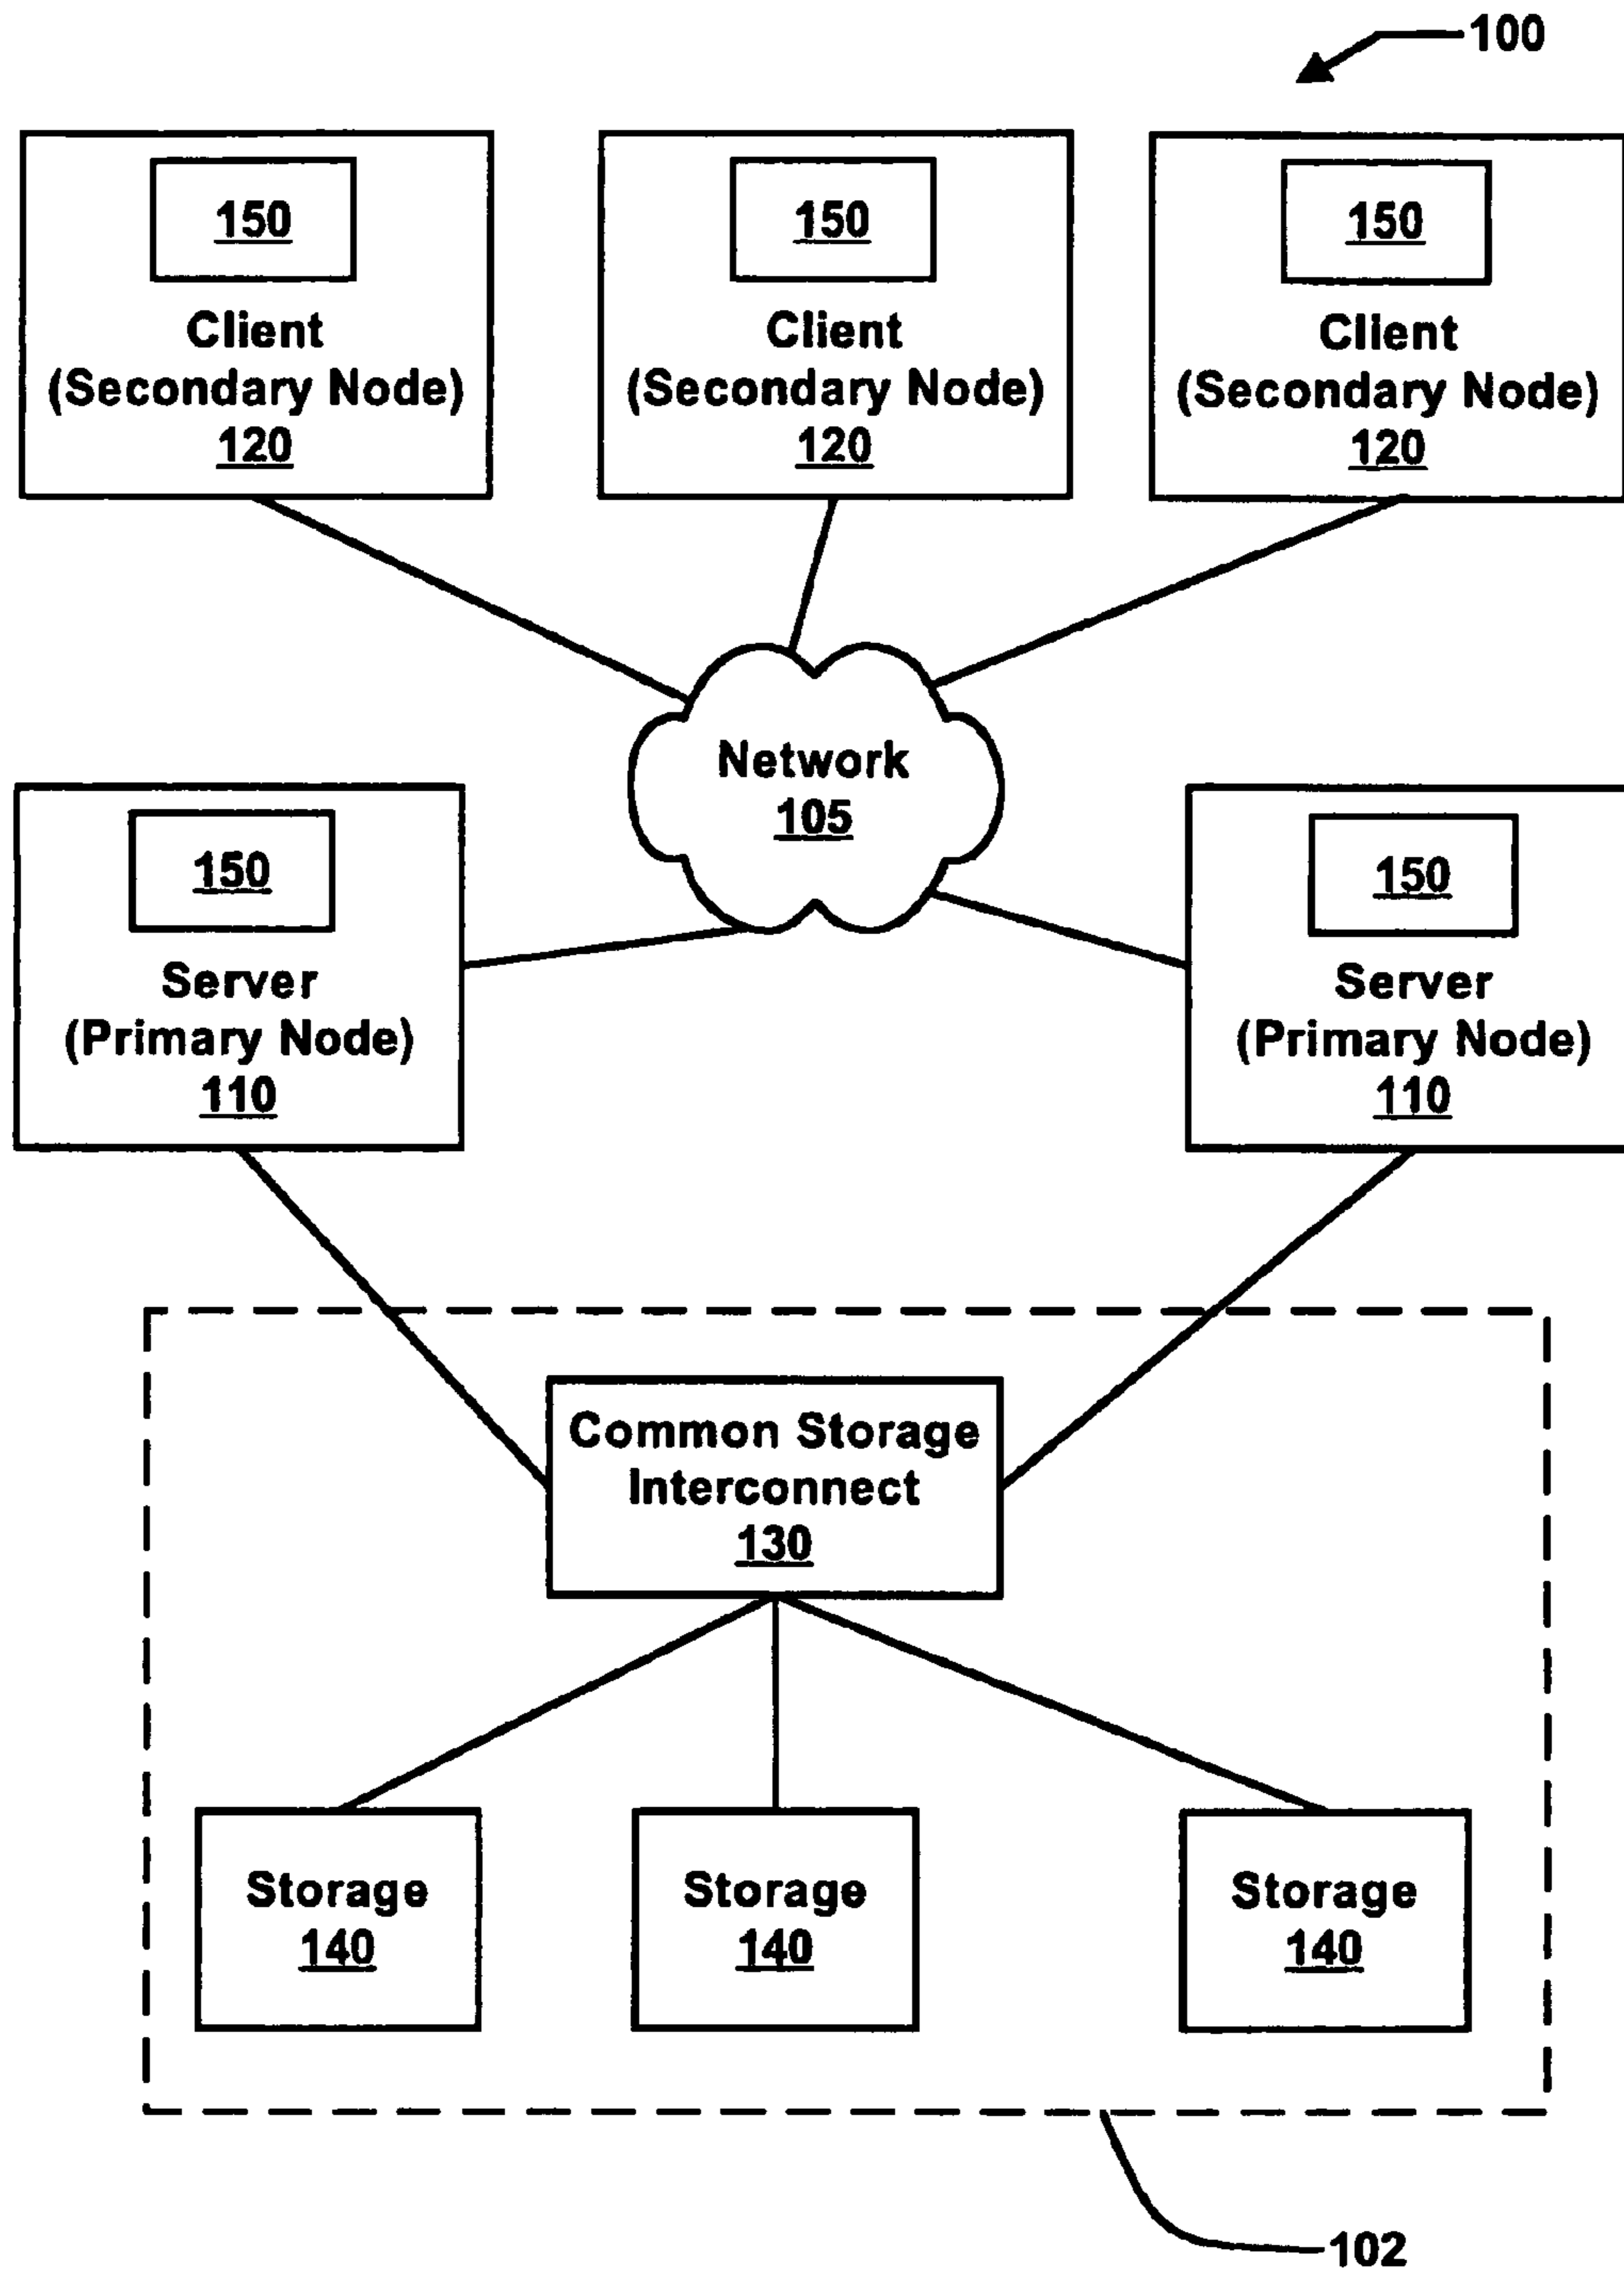 100
150
Client
(Secondary Node)
120
150
Client
(Secondary Node)
120
150
Client
(Secondary Node)
120
Network
105
150
Server
(Primary Node)
110
150
Server
(Primary Node)
110
Common Storage
Interconnect
130
Storage
140
Storage
140
Storage
140
102